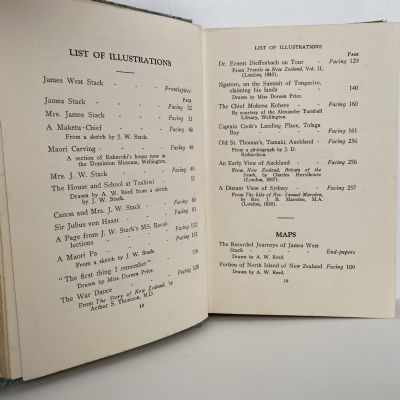 LIST OF ILLUSTRATIONS
James West Stack - - - Frontispiece
PAGE
James Stack - - - - Facing 32
Mrs. James Stack - - - Facing 33
A Maketu Chief - - - Facing 48
From a sketch by J. W. Stack.
Maori Carving - - - Facing 48
A section of Rabaruhi's house now in
the Dominion Museum, Wellington.
Mrs. J. W. Stack - - - Facing 49
The House and School at Tuahiwi - 55
Drawn by A. W. Reed from sketch
by J. W. Stack.
Canon and Mrs. J. W. Stack - Facing 65
Sir Julius von Haast - - Facing 81
A Page from J. W. Stack's MS. Recol-
lections - - - Facing 112
A Maori Pa - - - Facing 113
From a sketch by J. W. Stack.
"The first thing I remember" - 116
Drawn by Miss Doreen Price.
The War Dance - - - Facing 128
From The Story of New Zealand, by
Arthur S. Thomson, M.D.
18
LIST OF ILLUSTRATIONS
PAGE
Dr. Ernest Dieffenbach on Tour - Facing 129
From Travels in New Zealand, Vol. II,
(London, 1843).
Ngatoro, on the Summit of Tongariro,
claiming his lands - - 140
Drawn by Miss Doreen Price.
The Chief Mokena Kohere - Facing 160
By courtesy of the Alexander Turnbull
Library, Wellington.
Captain Cook's Landing Place, Tolaga
Bay - - - Facing 161
Old St. Thomas's, Tamaki, Auckland - Facing 256
From a photograph by J. D.
Richardson.
An Early View of Auckland - Facing 256
From New Zealand, Britain of the
South, by Charles Hursthouse
(London, 1857).
A Distant View of Sydney - Facing 257
From The Life of Rev. Samuel Marsden,
by Rev. J. B. Marsden, M.A.
(London, 1858).
MAPS
The Recorded Journeys of James West
Stack - - - End-papers
Drawn by A. W. Reed.
Portion of North Island of New Zealand Facing 100
Drawn by A. W. Reed.
19